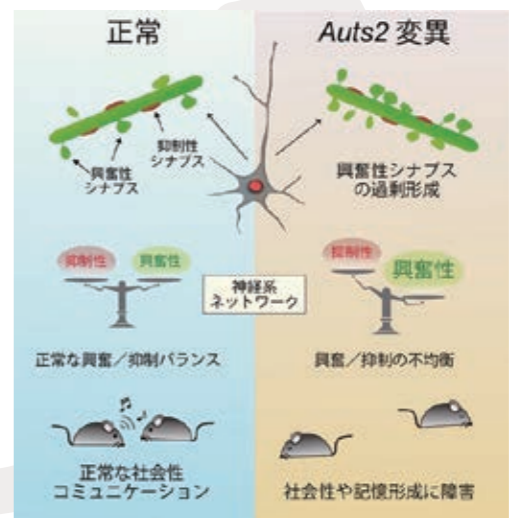 正常
Auts2 変異
抑制性
シナプス
興奮性
シナプス
興奮性シナプス
の過剰形成
抑制性
興奮性
抑制性
興奮性
神経系
ネットワーク
正常な興奮／抑制バランス
興奮／抑制の不均衡
正常な社会性
コミュニケーション
社会性や記憶形成に障害